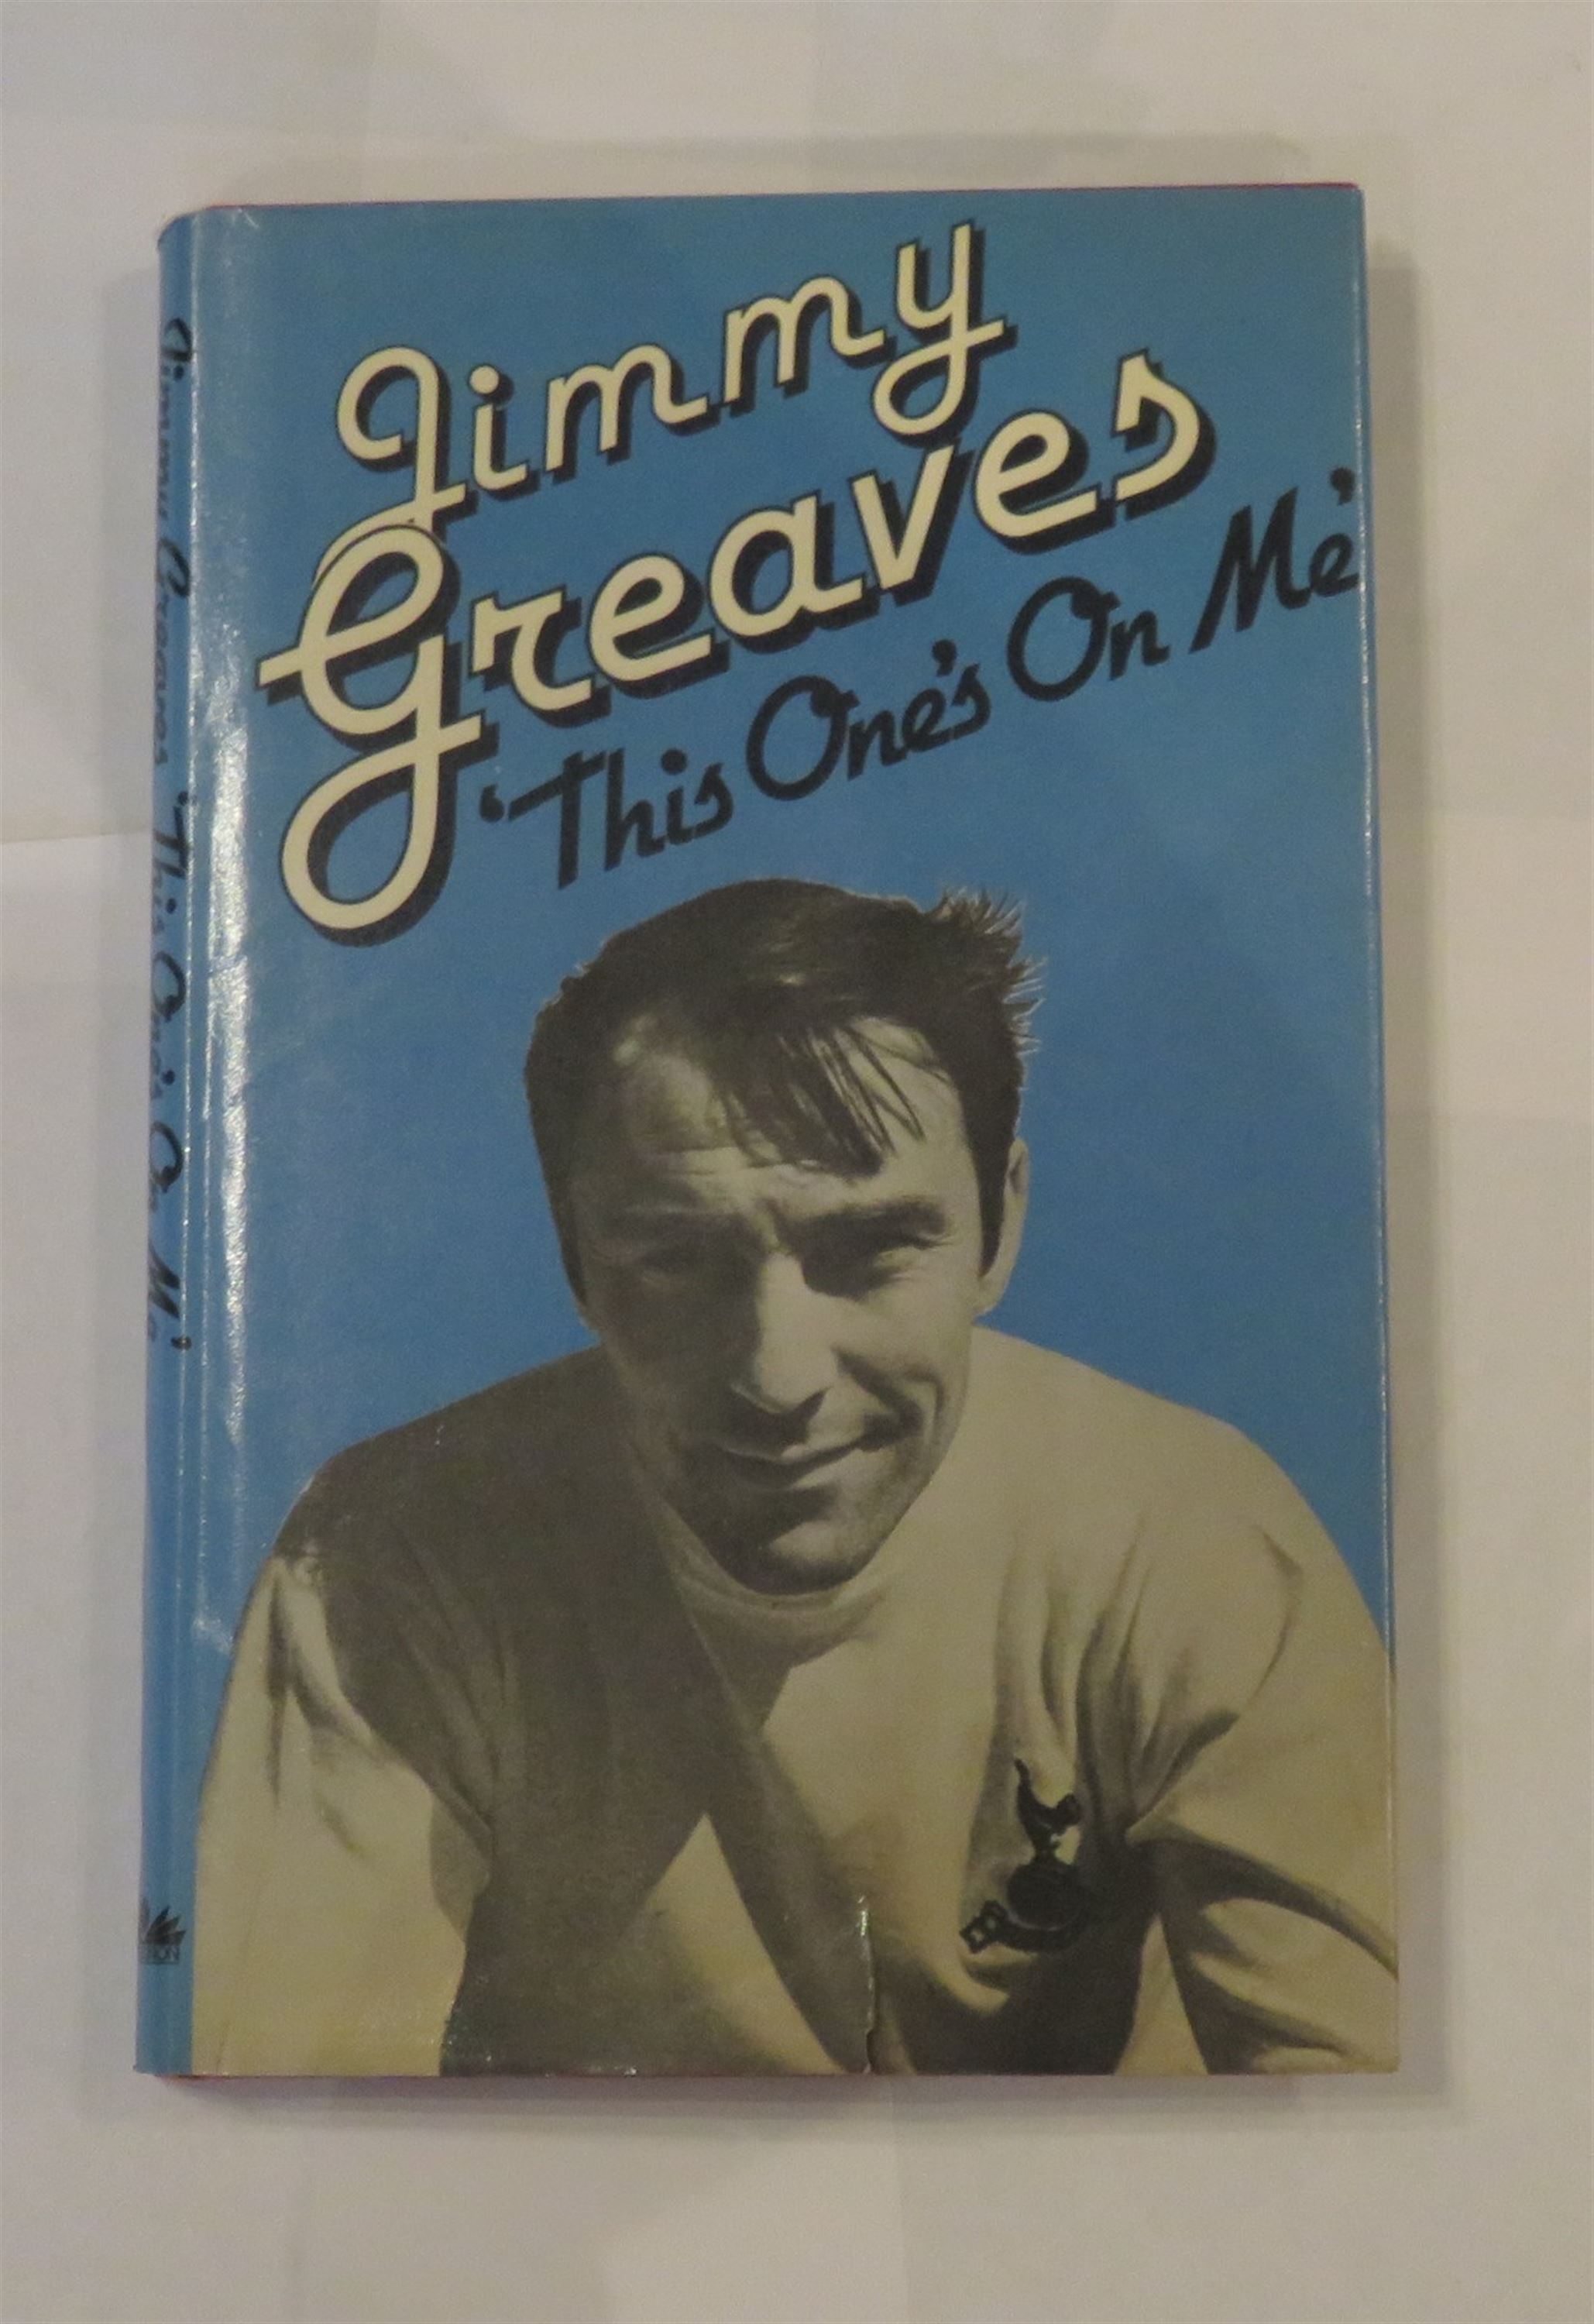 Jimmy
Greaves
'This One's On Me'
Jimmy Greaves 'This One's On Me'